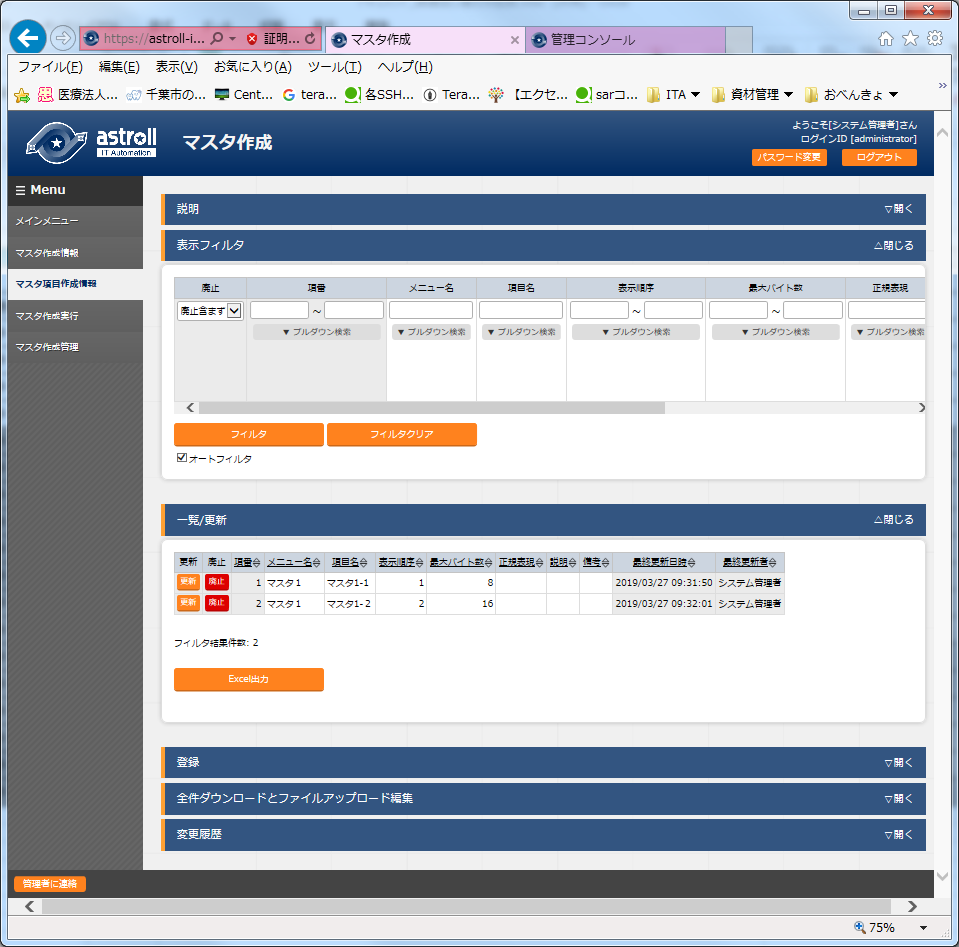 https://astroll-i... 証明... マスタ作成 管理コンソール
ファイル(F) 編集(E) 表示(V) お気に入り(A) ツール(T) ヘルプ(H)
医療法人... 千葉市の... Cent... tera... 各SSH... Tera... 【エクセ... sarコ... ITA 資材管理 おべんきょ »
astroll
IT Automation
マスタ作成
ようこそ[システム管理者]さん
ログインID [administrator]
パスワード変更 ログアウト
☰ Menu
メインメニュー
マスタ作成情報
マスタ項目作成情報
マスタ作成実行
マスタ作成管理
説明 ▽開く
表示フィルタ △閉じる
廃止 項番 メニュー名 項目名 表示順序 最大バイト数 正規表現
廃止含ます ～ ～ ～
▼ プルダウン検索 ▼ プルダウン検索 ▼ プルダウン検索 ▼ プルダウン検索 ▼ プルダウン検索 ▼ プルダウン検索
フィルタ フィルタクリア
オートフィルタ
一覧/更新 △閉じる
更新 廃止 項番 メニュー名 項目名 表示順序 最大バイト数 正規表現 説明 備考 最終更新日時 最終更新者
更新 廃止 1 マスタ1 マスタ1-1 1 8 2019/03/27 09:31:50 システム管理者
更新 廃止 2 マスタ1 マスタ1-2 2 16 2019/03/27 09:32:01 システム管理者
フィルタ結果件数: 2
Excel出力
登録 ▽開く
全件ダウンロードとファイルアップロード編集 ▽開く
変更履歴 ▽開く
管理者に連絡
75%